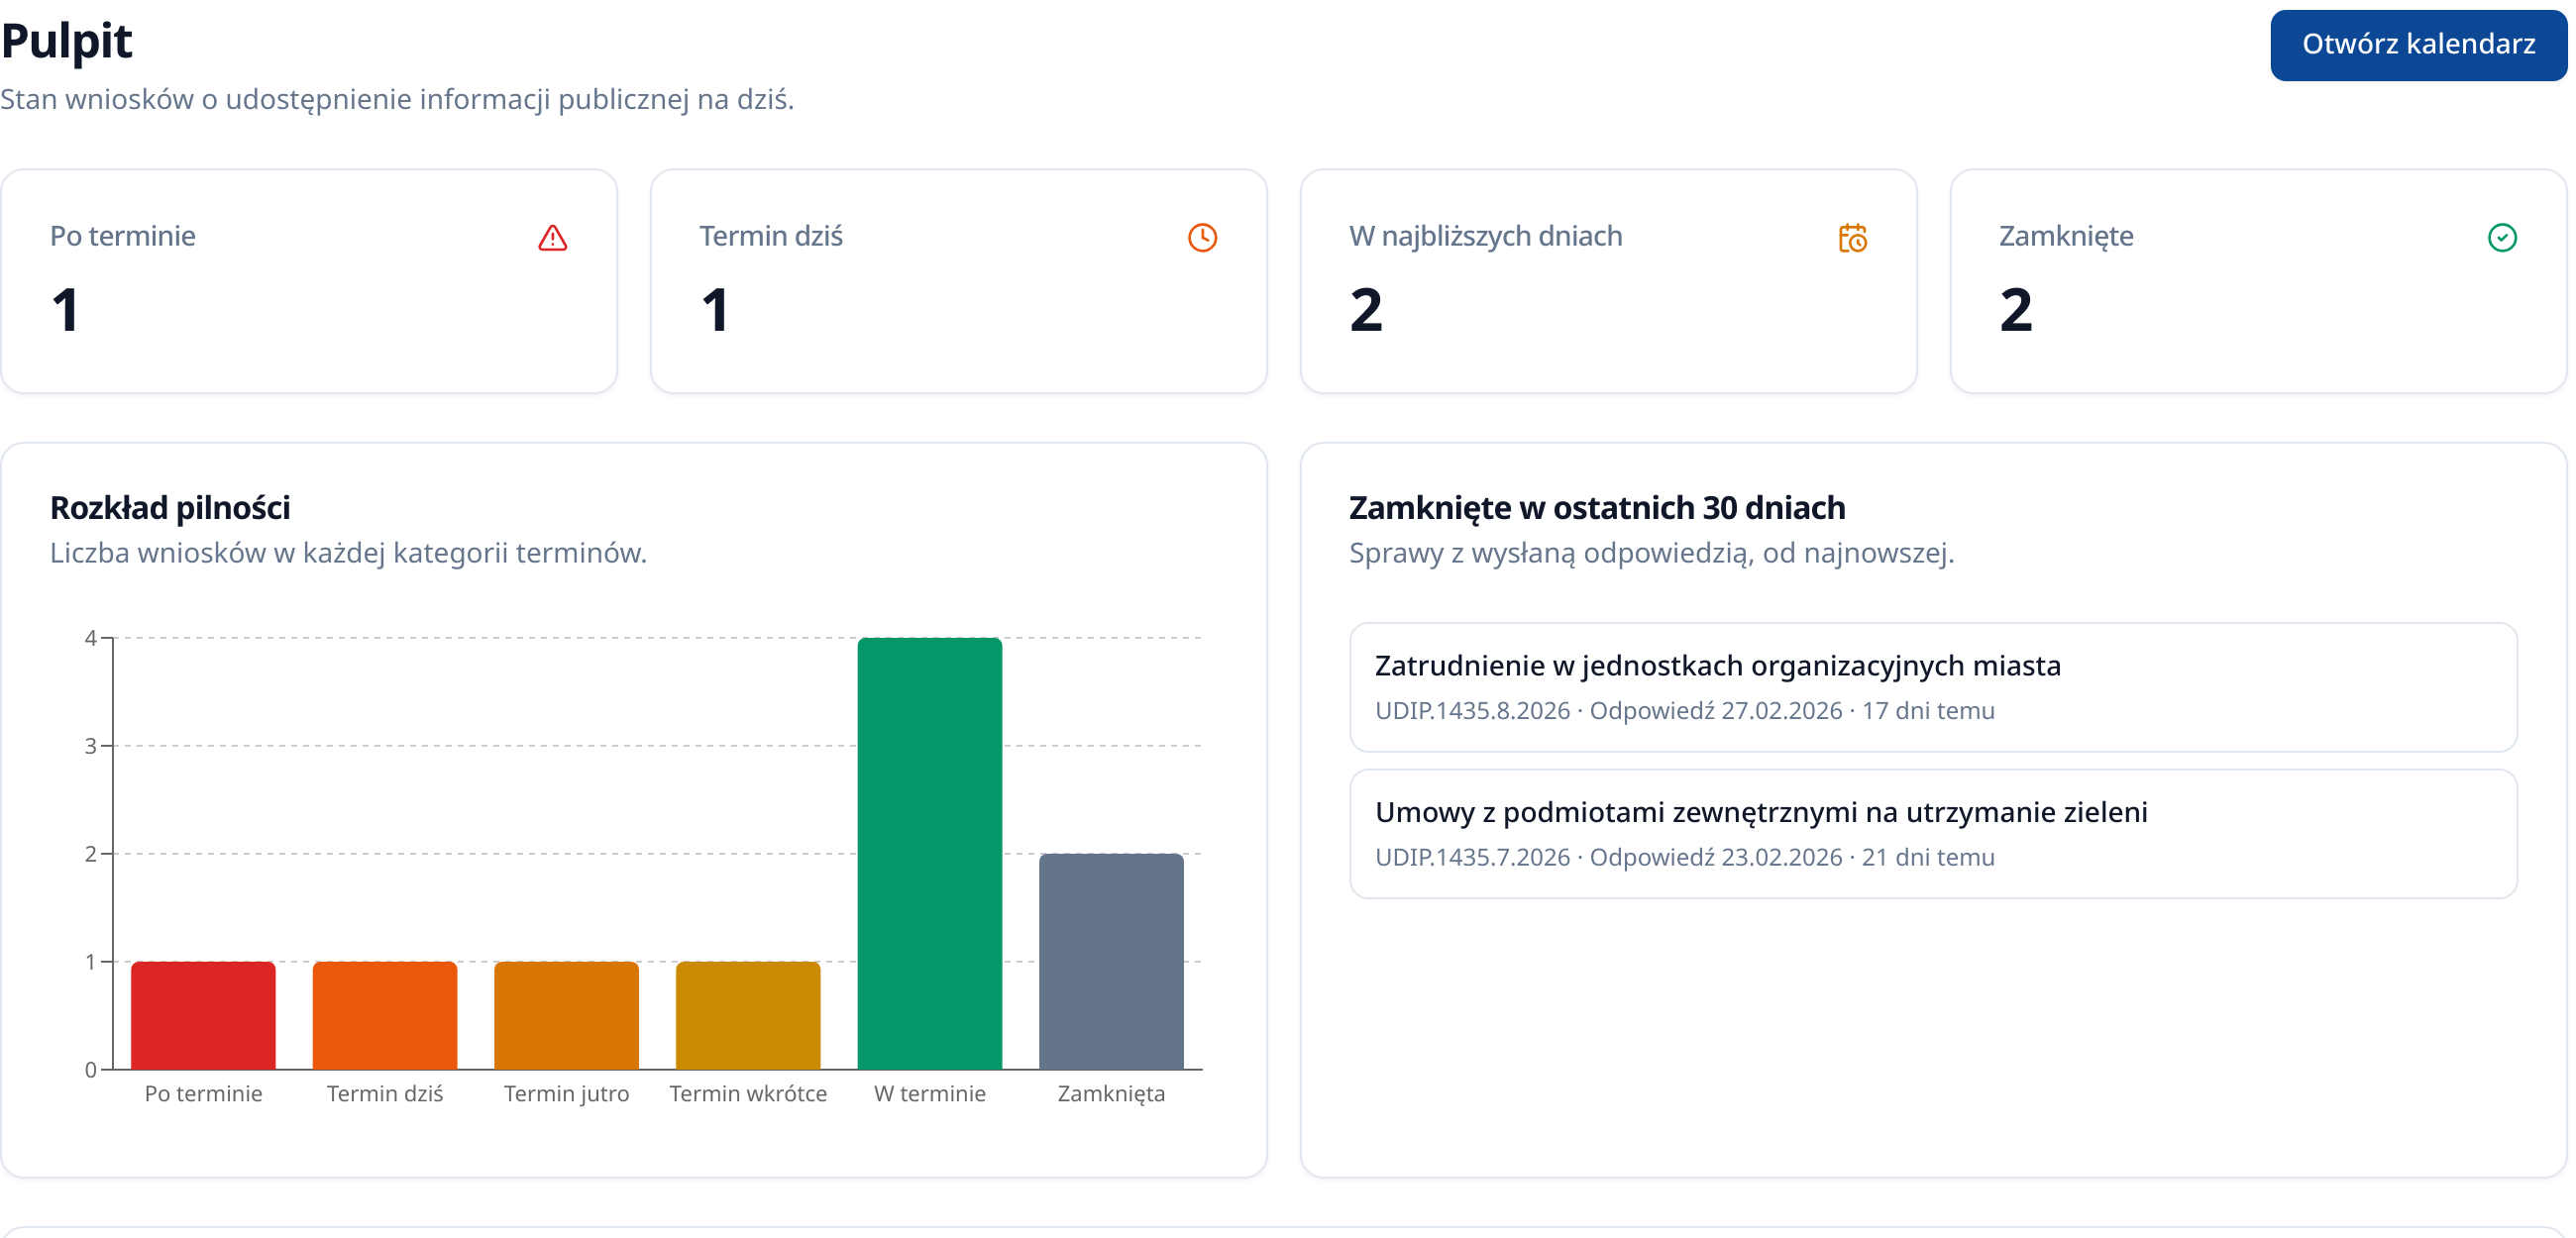 Pulpit
Otwórz kalendarz
Stan wniosków o udostępnienie informacji publicznej na dziś.
Po terminie
1
Termin dziś
1
W najbliższych dniach
2
Zamknięte
2
Rozkład pilności
Liczba wniosków w każdej kategorii terminów.
4
3
2
1
0
Po terminie
Termin dziś
Termin jutro
Termin wkrótce
W terminie
Zamknięta
Zamknięte w ostatnich 30 dniach
Sprawy z wysłaną odpowiedzią, od najnowszej.
Zatrudnienie w jednostkach organizacyjnych miasta
UDIP.1435.8.2026 · Odpowiedź 27.02.2026 · 17 dni temu
Umowy z podmiotami zewnętrznymi na utrzymanie zieleni
UDIP.1435.7.2026 · Odpowiedź 23.02.2026 · 21 dni temu